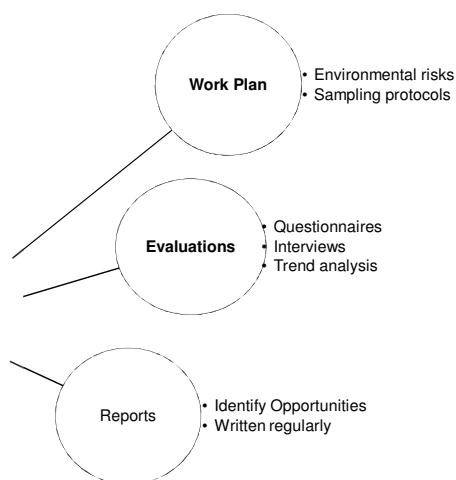 Work Plan
• Environmental risks
• Sampling protocols
Evaluations
• Questionnaires
• Interviews
• Trend analysis
Reports
• Identify Opportunities
• Written regularly